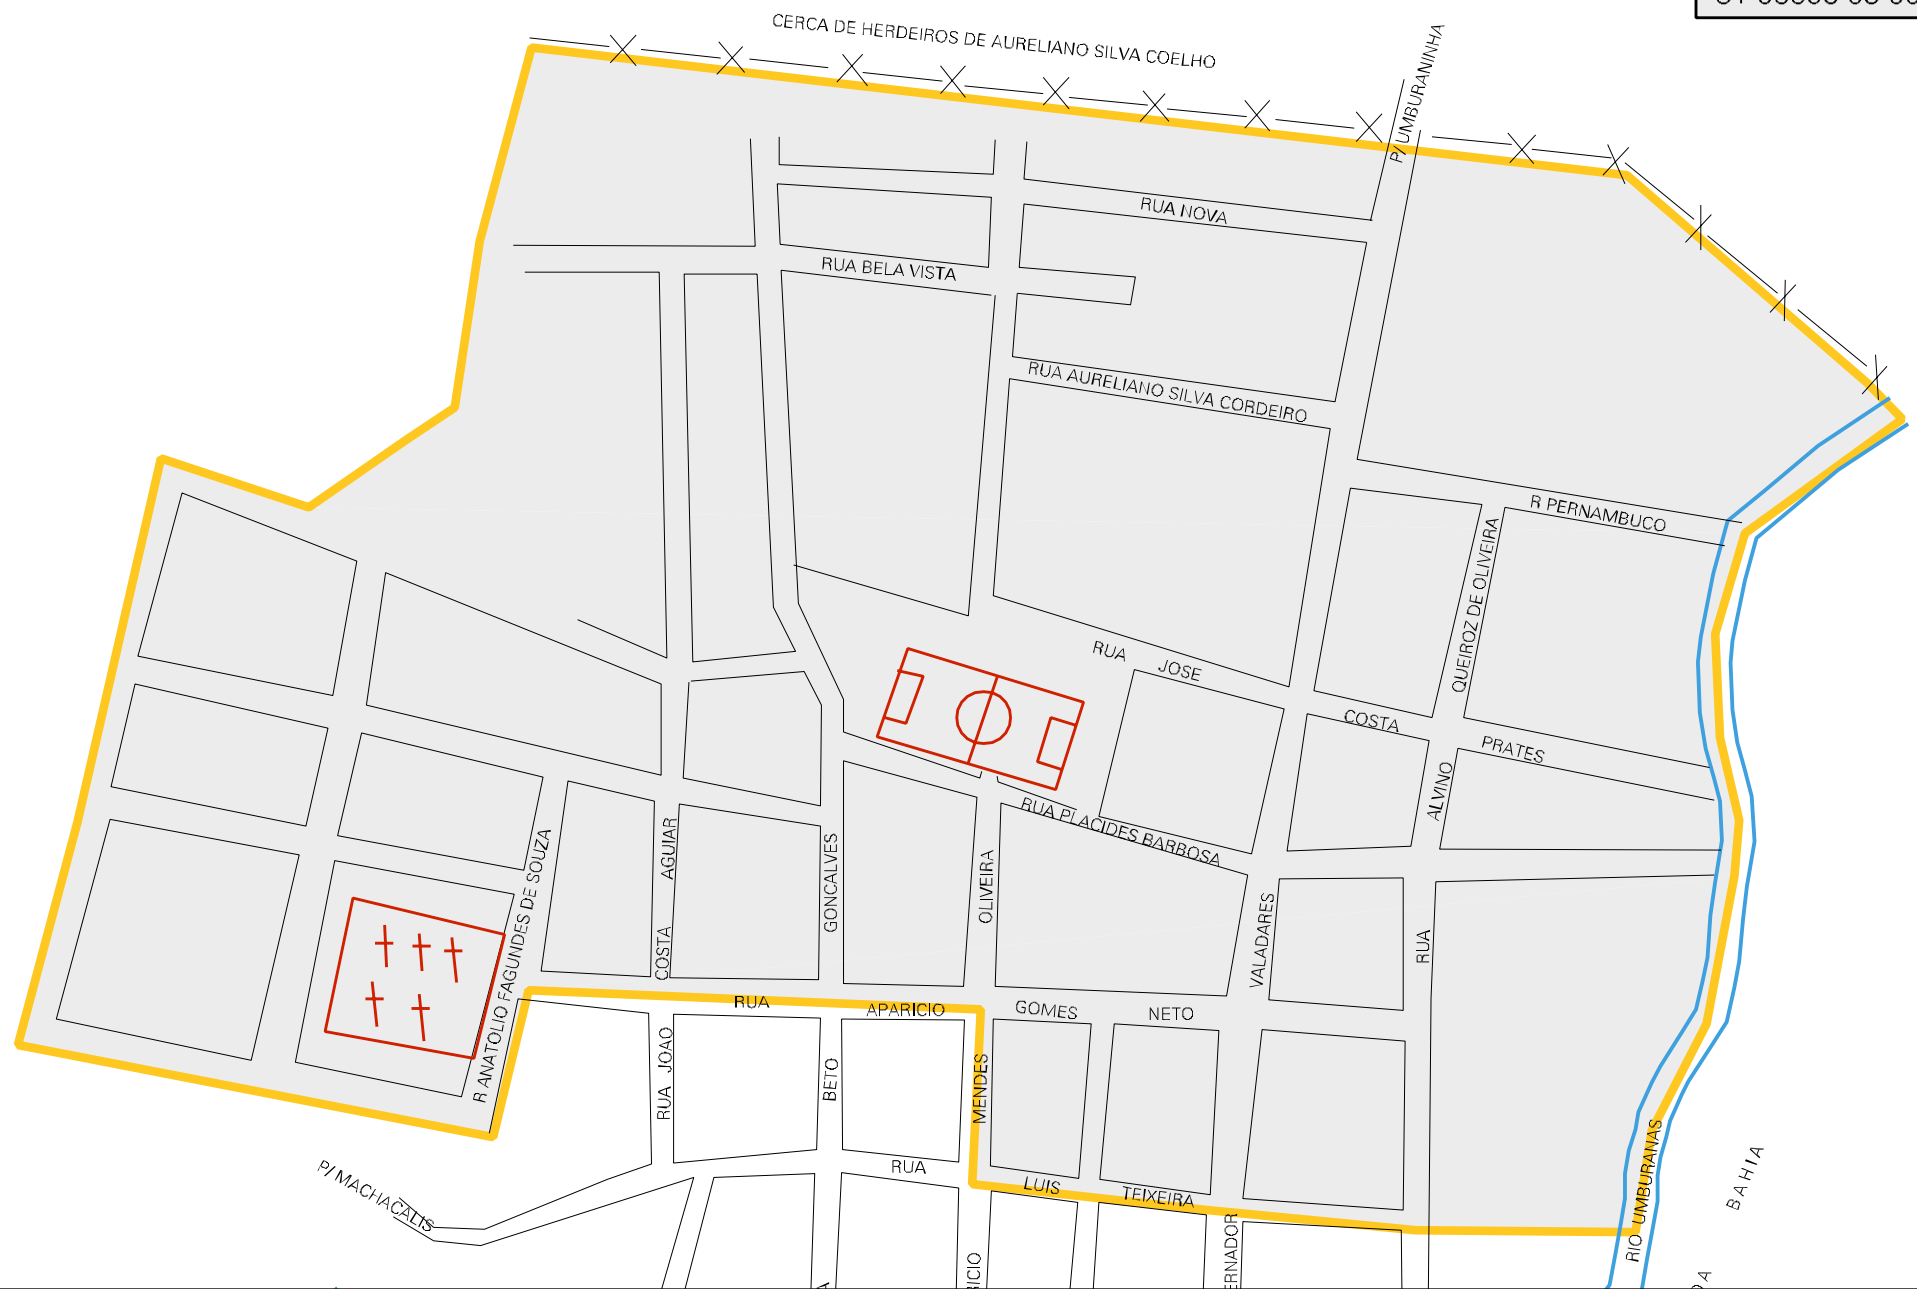 CERCA DE HERDEIROS DE AURELIANO SILVA COELHO
P/ UMBURANINHA
RUA NOVA
RUA BELA VISTA
RUA AURELIANO SILVA CORDEIRO
R PERNAMBUCO
QUEIROZ DE OLIVEIRA
ALVINO
RUA
RUA JOSE
COSTA
PRATES
RUA PLACIDES BARBOSA
R ANATOLIO FAGUNDES DE SOUZA
AGUIAR
COSTA
RUA JOAO
GONCALVES
BETO
OLIVEIRA
MENDES
VALADARES
RUA
APARICIO
GOMES
NETO
RUA
LUIS
TEIXEIRA
P/ MACHACALIS
RIO UMBURANAS
BAHIA